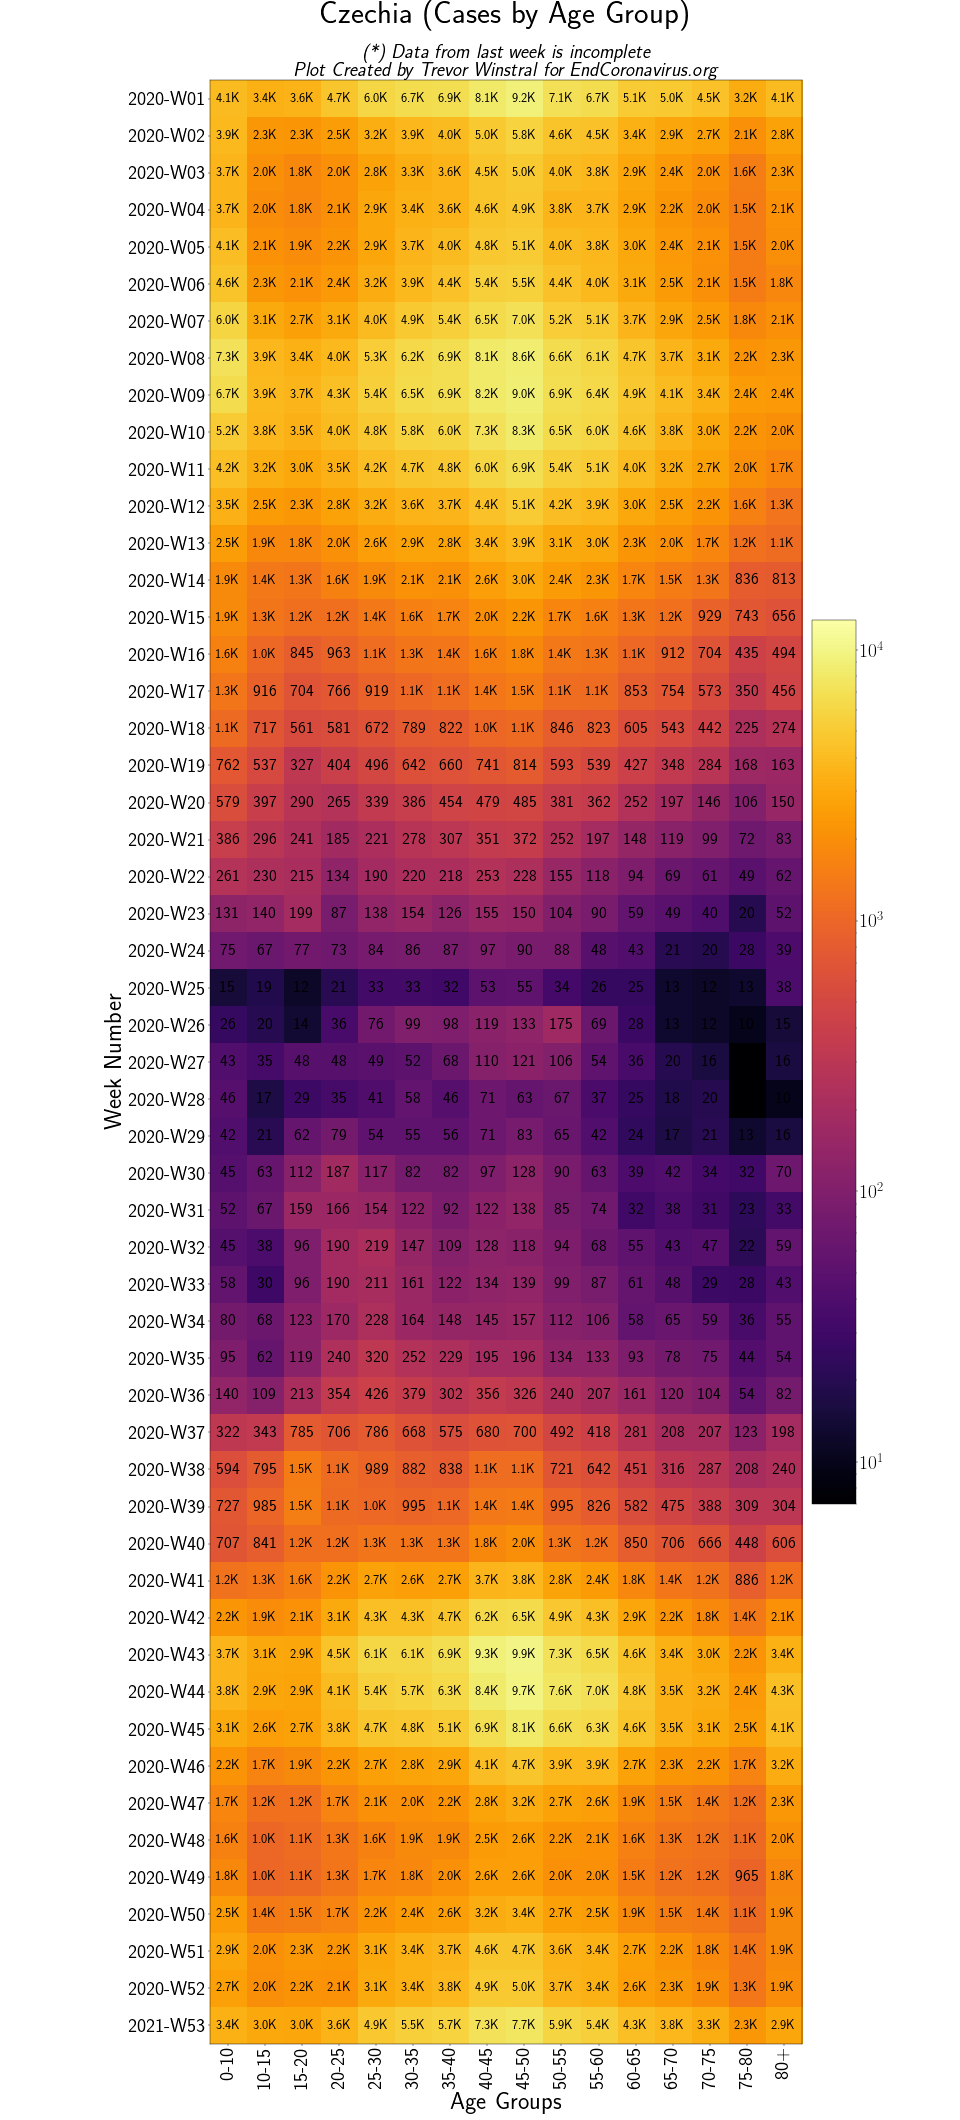 Czechia (Cases by Age Group)
(*) Data from last week is incomplete
Plot Created by Trevor Winstral for EndCoronavirus.org
2020-W01 4.1K 3.4K 3.6K 4.7K 6.0K 6.7K 6.9K 8.1K 9.2K 7.1K 6.7K 5.1K 5.0K 4.5K 3.2K 4.1K
2020-W02 3.9K 2.3K 2.3K 2.5K 3.2K 3.9K 4.0K 5.0K 5.8K 4.6K 4.5K 3.4K 2.9K 2.7K 2.1K 2.8K
2020-W03 3.7K 2.0K 1.8K 2.0K 2.8K 3.3K 3.6K 4.5K 5.0K 4.0K 3.8K 2.9K 2.4K 2.0K 1.6K 2.3K
2020-W04 3.7K 2.0K 1.8K 2.1K 2.9K 3.4K 3.6K 4.6K 4.9K 3.8K 3.7K 2.9K 2.2K 2.0K 1.5K 2.1K
2020-W05 4.1K 2.1K 1.9K 2.2K 2.9K 3.7K 4.0K 4.8K 5.1K 4.0K 3.8K 3.0K 2.4K 2.1K 1.5K 2.0K
2020-W06 4.6K 2.3K 2.1K 2.4K 3.2K 3.9K 4.4K 5.4K 5.5K 4.4K 4.0K 3.1K 2.5K 2.1K 1.5K 1.8K
2020-W07 6.0K 3.1K 2.7K 3.1K 4.0K 4.9K 5.4K 6.5K 7.0K 5.2K 5.1K 3.7K 2.9K 2.5K 1.8K 2.1K
2020-W08 7.3K 3.9K 3.4K 4.0K 5.3K 6.2K 6.9K 8.1K 8.6K 6.6K 6.1K 4.7K 3.7K 3.1K 2.2K 2.3K
2020-W09 6.7K 3.9K 3.7K 4.3K 5.4K 6.5K 6.9K 8.2K 9.0K 6.9K 6.4K 4.9K 4.1K 3.4K 2.4K 2.4K
2020-W10 5.2K 3.8K 3.5K 4.0K 4.8K 5.8K 6.0K 7.3K 8.3K 6.5K 6.0K 4.6K 3.8K 3.0K 2.2K 2.0K
2020-W11 4.2K 3.2K 3.0K 3.5K 4.2K 4.7K 4.8K 6.0K 6.9K 5.4K 5.1K 4.0K 3.2K 2.7K 2.0K 1.7K
2020-W12 3.5K 2.5K 2.3K 2.8K 3.2K 3.6K 3.7K 4.4K 5.1K 4.2K 3.9K 3.0K 2.5K 2.2K 1.6K 1.3K
2020-W13 2.5K 1.9K 1.8K 2.0K 2.6K 2.9K 2.8K 3.4K 3.9K 3.1K 3.0K 2.3K 2.0K 1.7K 1.2K 1.1K
2020-W14 1.9K 1.4K 1.3K 1.6K 1.9K 2.1K 2.1K 2.6K 3.0K 2.4K 2.3K 1.7K 1.5K 1.3K 836 813
2020-W15 1.9K 1.3K 1.2K 1.2K 1.4K 1.6K 1.7K 2.0K 2.2K 1.7K 1.6K 1.3K 1.2K 929 743 656
2020-W16 1.6K 1.0K 845 963 1.1K 1.3K 1.4K 1.6K 1.8K 1.4K 1.3K 1.1K 912 704 435 494
2020-W17 1.3K 916 704 766 919 1.1K 1.1K 1.4K 1.5K 1.1K 1.1K 853 754 573 350 456
2020-W18 1.1K 717 561 581 672 789 822 1.0K 1.1K 846 823 605 543 442 225 274
2020-W19 762 537 327 404 496 642 660 741 814 593 539 427 348 284 168 163
2020-W20 579 397 290 265 339 386 454 479 485 381 362 252 197 146 106 150
2020-W21 386 296 241 185 221 278 307 351 372 252 197 148 119 99 72 83
2020-W22 261 230 215 134 190 220 218 253 228 155 118 94 69 61 49 62
2020-W23 131 140 199 87 138 154 126 155 150 104 90 59 49 40 20 52
2020-W24 75 67 77 73 84 86 87 97 90 88 48 43 21 20 28 39
2020-W25 15 19 12 21 33 33 32 53 55 34 26 25 13 12 13 38
2020-W26 26 20 14 36 76 99 98 119 133 175 69 28 13 12 10 15
2020-W27 43 35 48 48 49 52 68 110 121 106 54 36 20 16 16
2020-W28 46 17 29 35 41 58 46 71 63 67 37 25 18 20 10
2020-W29 42 21 62 79 54 55 56 71 83 65 42 24 17 21 13 16
2020-W30 45 63 112 187 117 82 82 97 128 90 63 39 42 34 32 70
2020-W31 52 67 159 166 154 122 92 122 138 85 74 32 38 31 23 33
2020-W32 45 38 96 190 219 147 109 128 118 94 68 55 43 47 22 59
2020-W33 58 30 96 190 211 161 122 134 139 99 87 61 48 29 28 43
2020-W34 80 68 123 170 228 164 148 145 157 112 106 58 65 59 36 55
2020-W35 95 62 119 240 320 252 229 195 196 134 133 93 78 75 44 54
2020-W36 140 109 213 354 426 379 302 356 326 240 207 161 120 104 54 82
2020-W37 322 343 785 706 786 668 575 680 700 492 418 281 208 207 123 198
2020-W38 594 795 1.5K 1.1K 989 882 838 1.1K 1.1K 721 642 451 316 287 208 240
2020-W39 727 985 1.5K 1.1K 1.0K 995 1.1K 1.4K 1.4K 995 826 582 475 388 309 304
2020-W40 707 841 1.2K 1.2K 1.3K 1.3K 1.3K 1.8K 2.0K 1.3K 1.2K 850 706 666 448 606
2020-W41 1.2K 1.3K 1.6K 2.2K 2.7K 2.6K 2.7K 3.7K 3.8K 2.8K 2.4K 1.8K 1.4K 1.2K 886 1.2K
2020-W42 2.2K 1.9K 2.1K 3.1K 4.3K 4.3K 4.7K 6.2K 6.5K 4.9K 4.3K 2.9K 2.2K 1.8K 1.4K 2.1K
2020-W43 3.7K 3.1K 2.9K 4.5K 6.1K 6.1K 6.9K 9.3K 9.9K 7.3K 6.5K 4.6K 3.4K 3.0K 2.2K 3.4K
2020-W44 3.8K 2.9K 2.9K 4.1K 5.4K 5.7K 6.3K 8.4K 9.7K 7.6K 7.0K 4.8K 3.5K 3.2K 2.4K 4.3K
2020-W45 3.1K 2.6K 2.7K 3.8K 4.7K 4.8K 5.1K 6.9K 8.1K 6.6K 6.3K 4.6K 3.5K 3.1K 2.5K 4.1K
2020-W46 2.2K 1.7K 1.9K 2.2K 2.7K 2.8K 2.9K 4.1K 4.7K 3.9K 3.9K 2.7K 2.3K 2.2K 1.7K 3.2K
2020-W47 1.7K 1.2K 1.2K 1.7K 2.1K 2.0K 2.2K 2.8K 3.2K 2.7K 2.6K 1.9K 1.5K 1.4K 1.2K 2.3K
2020-W48 1.6K 1.0K 1.1K 1.3K 1.6K 1.9K 1.9K 2.5K 2.6K 2.2K 2.1K 1.6K 1.3K 1.2K 1.1K 2.0K
2020-W49 1.8K 1.0K 1.1K 1.3K 1.7K 1.8K 2.0K 2.6K 2.6K 2.0K 2.0K 1.5K 1.2K 1.2K 965 1.8K
2020-W50 2.5K 1.4K 1.5K 1.7K 2.2K 2.4K 2.6K 3.2K 3.4K 2.7K 2.5K 1.9K 1.5K 1.4K 1.1K 1.9K
2020-W51 2.9K 2.0K 2.3K 2.2K 3.1K 3.4K 3.7K 4.6K 4.7K 3.6K 3.4K 2.7K 2.2K 1.8K 1.4K 1.9K
2020-W52 2.7K 2.0K 2.2K 2.1K 3.1K 3.4K 3.8K 4.9K 5.0K 3.7K 3.4K 2.6K 2.3K 1.9K 1.3K 1.9K
2021-W53 3.4K 3.0K 3.0K 3.6K 4.9K 5.5K 5.7K 7.3K 7.7K 5.9K 5.4K 4.3K 3.8K 3.3K 2.3K 2.9K
0-10 10-15 15-20 20-25 25-30 30-35 35-40 40-45 45-50 50-55 55-60 60-65 65-70 70-75 75-80 80+
Age Groups
Week Number
10⁴
10³
10²
10¹